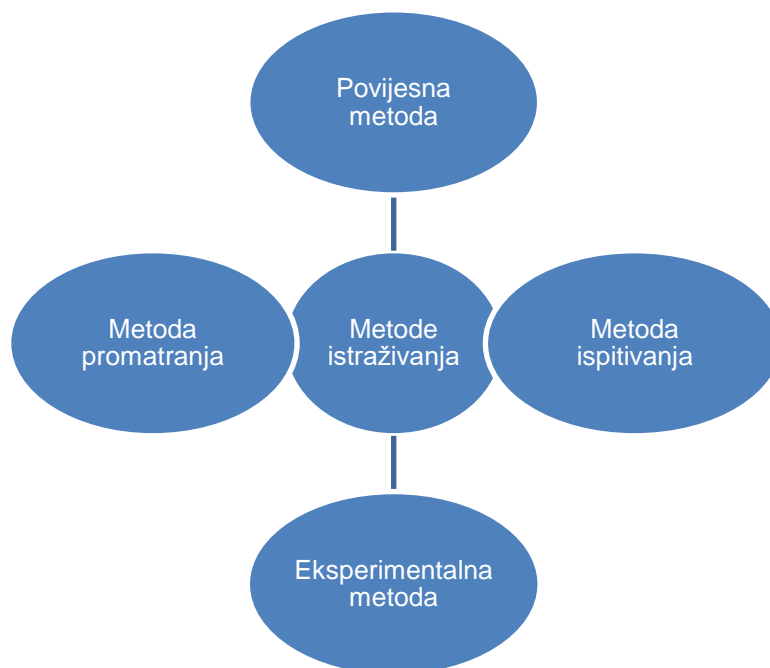 Povijesna
metoda
Metoda
promatranja
Metode
istraživanja
Metoda
ispitivanja
Eksperimentalna
metoda